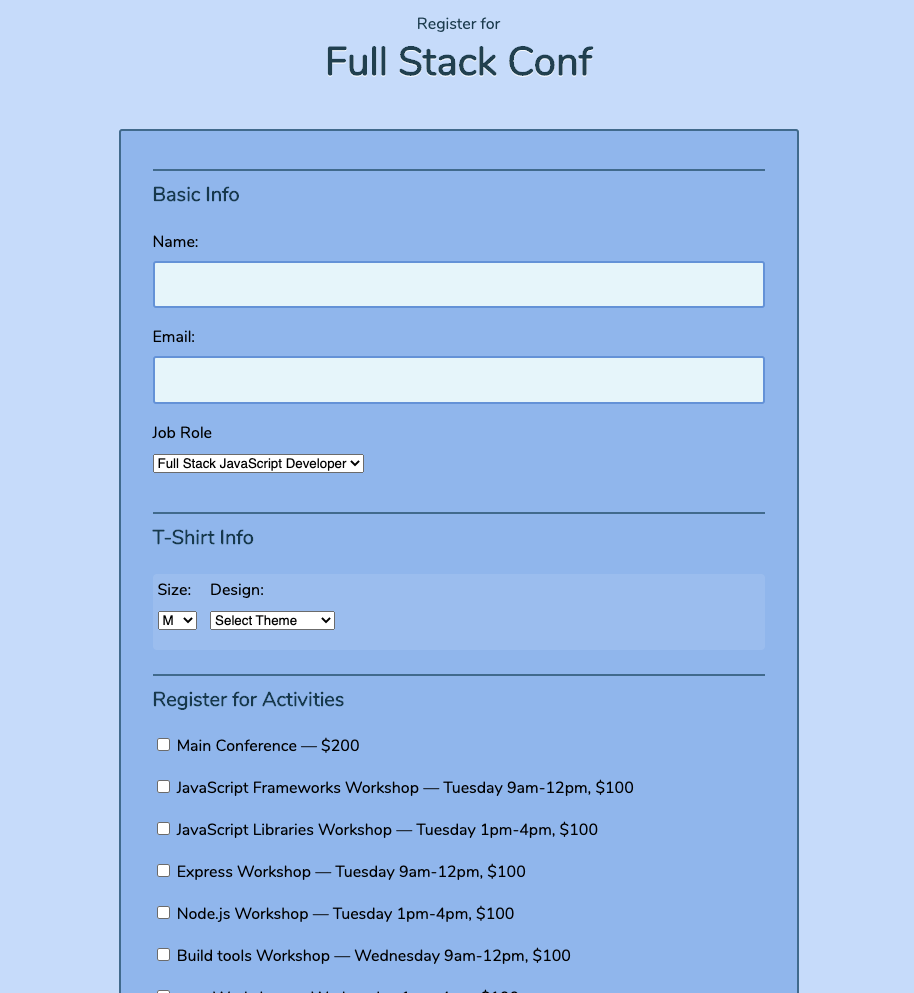 Register for
Full Stack Conf
Basic Info
Name:
Email:
Job Role
Full Stack JavaScript Developer
T-Shirt Info
Size: Design:
M Select Theme
Register for Activities
Main Conference — $200
JavaScript Frameworks Workshop — Tuesday 9am-12pm, $100
JavaScript Libraries Workshop — Tuesday 1pm-4pm, $100
Express Workshop — Tuesday 9am-12pm, $100
Node.js Workshop — Tuesday 1pm-4pm, $100
Build tools Workshop — Wednesday 9am-12pm, $100